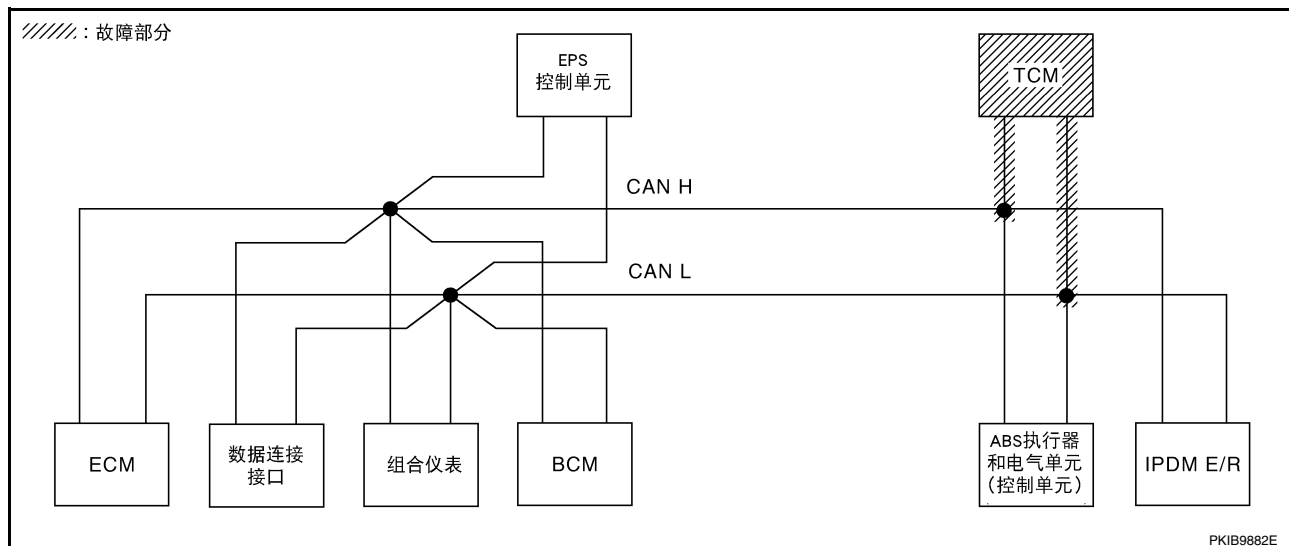 ：故障部分
EPS
控制单元
TCM
CAN H
CAN L
ECM
数据连接
接口
组合仪表
BCM
ABS执行器
和电气单元
（控制单元）
IPDM E/R
PKIB9882E